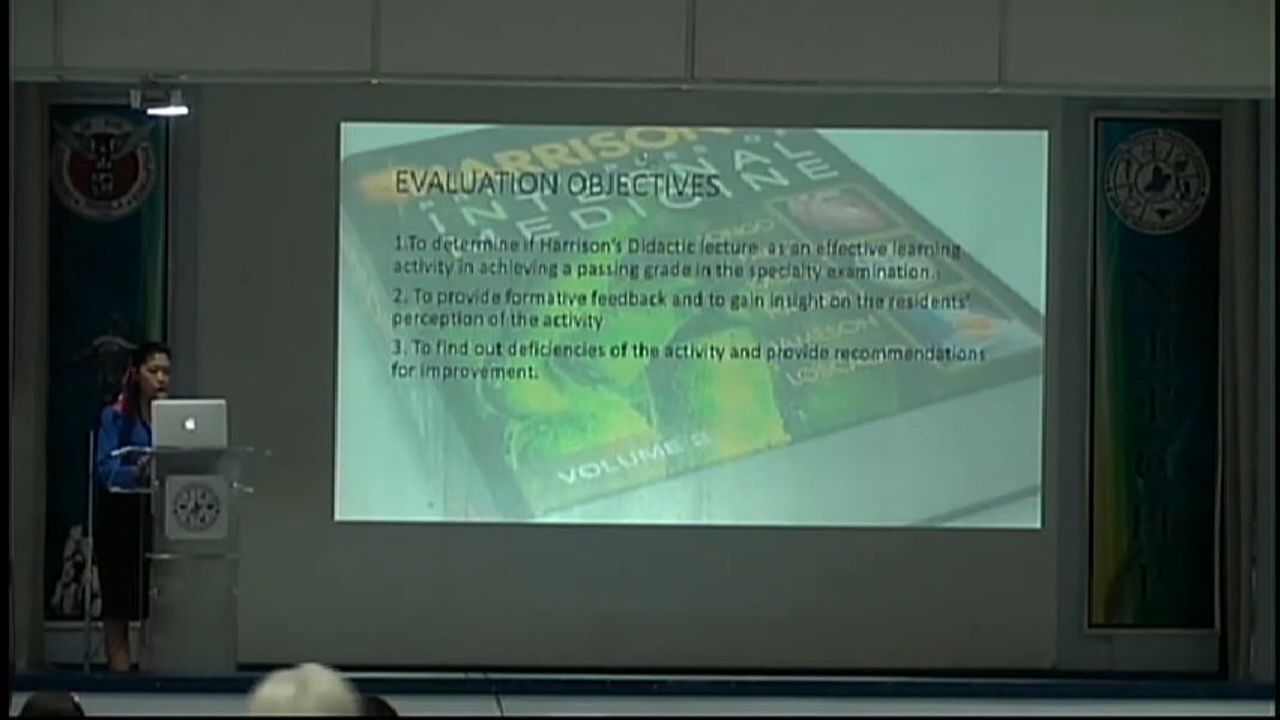 HARRISON
INTERNAL
MEDICINE
EVALUATION OBJECTIVES
1.To determine if Harrison's Didactic lecture as an effective learning
activity in achieving a passing grade in the specialty examination.
2. To provide formative feedback and to gain insight on the residents'
perception of the activity
3. To find out deficiencies of the activity and provide recommendations
for improvement.
LONGO
VOLUME 2